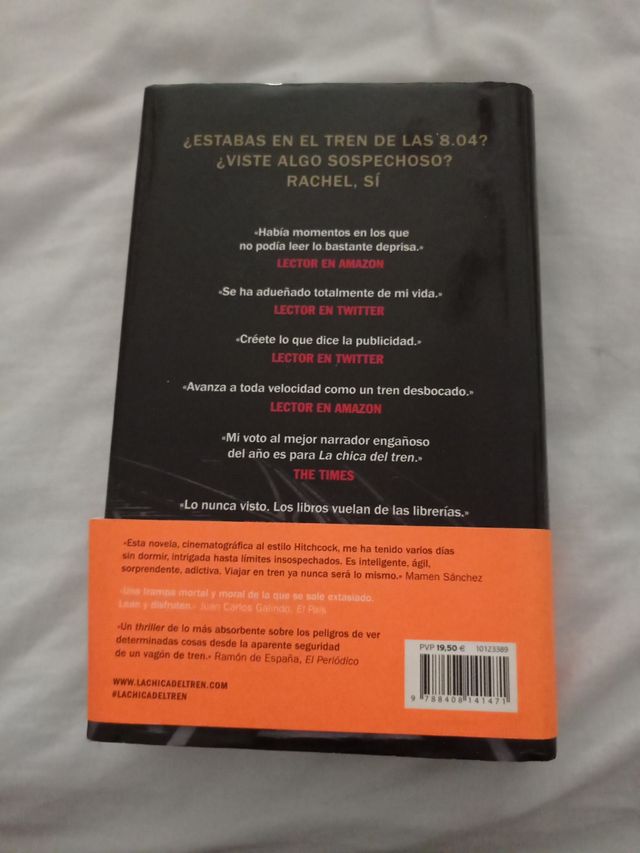 ¿ESTABAS EN EL TREN DE LAS 8.04?
¿VISTE ALGO SOSPECHOSO?
RACHEL, SÍ
«Había momentos en los que
no podía leer lo bastante deprisa.»
LECTOR EN AMAZON
«Se ha adueñado totalmente de mi vida.»
LECTOR EN TWITTER
«Créete lo que dice la publicidad.»
LECTOR EN TWITTER
«Avanza a toda velocidad como un tren desbocado.»
LECTOR EN AMAZON
«Mi voto al mejor narrador engañoso
del año es para La chica del tren.»
THE TIMES
«Lo nunca visto. Los libros vuelan de las librerías.»
«Esta novela, cinematográfica al estilo Hitchcock, me ha tenido varios días
sin dormir, intrigada hasta límites insospechados. Es inteligente, ágil,
sorprendente, adictiva. Viajar en tren ya nunca será lo mismo.» Mamen Sánchez
«Una trampa mortal y moral de la que se sale extasiado.
Lean y disfruten.» Juan Carlos Galindo, El País
«Un thriller de lo más absorbente sobre los peligros de ver
determinadas cosas desde la aparente seguridad
de un vagón de tren.» Ramón de España, El Periódico
WWW.LACHICADELTREN.COM
#LACHICADELTREN
PVP 19,50 € 10123389
9 788408 141471